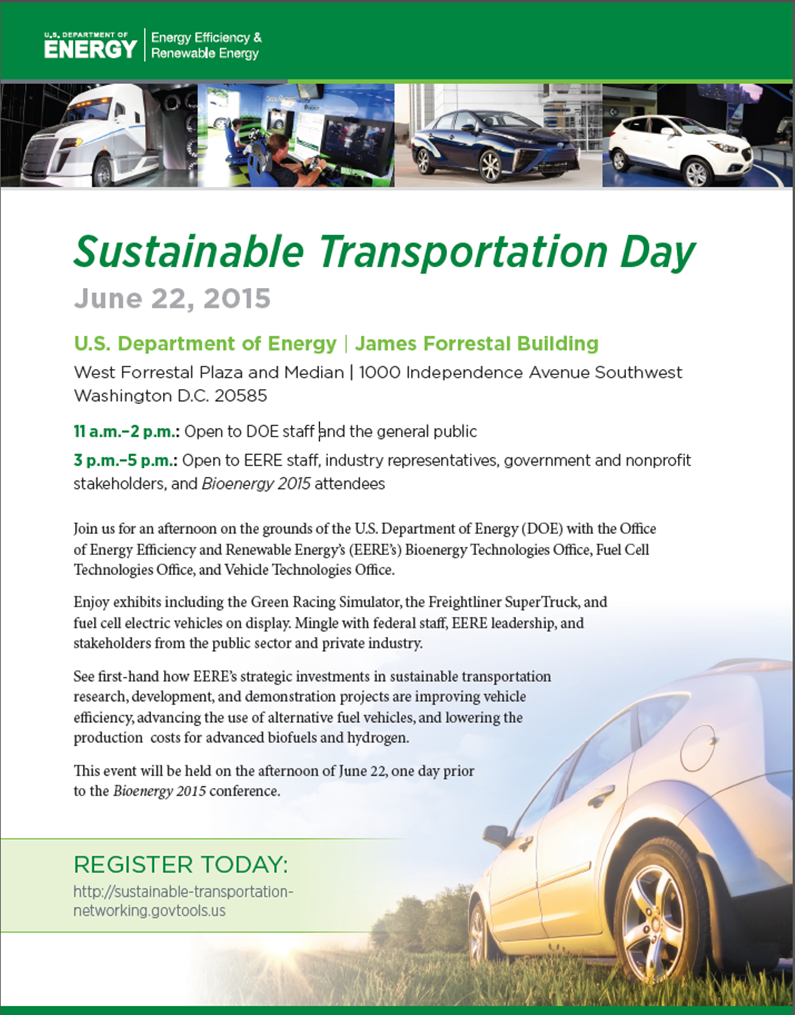 U.S. DEPARTMENT OF
ENERGY
Energy Efficiency &
Renewable Energy
Sustainable Transportation Day
June 22, 2015
U.S. Department of Energy | James Forrestal Building
West Forrestal Plaza and Median | 1000 Independence Avenue Southwest
Washington D.C. 20585
11 a.m.–2 p.m.: Open to DOE staff and the general public
3 p.m.–5 p.m.: Open to EERE staff, industry representatives, government and nonprofit
stakeholders, and Bioenergy 2015 attendees
Join us for an afternoon on the grounds of the U.S. Department of Energy (DOE) with the Office
of Energy Efficiency and Renewable Energy's (EERE's) Bioenergy Technologies Office, Fuel Cell
Technologies Office, and Vehicle Technologies Office.
Enjoy exhibits including the Green Racing Simulator, the Freightliner SuperTruck, and
fuel cell electric vehicles on display. Mingle with federal staff, EERE leadership, and
stakeholders from the public sector and private industry.
See first-hand how EERE's strategic investments in sustainable transportation
research, development, and demonstration projects are improving vehicle
efficiency, advancing the use of alternative fuel vehicles, and lowering the
production costs for advanced biofuels and hydrogen.
This event will be held on the afternoon of June 22, one day prior
to the Bioenergy 2015 conference.
REGISTER TODAY:
http://sustainable-transportation-
networking.govtools.us